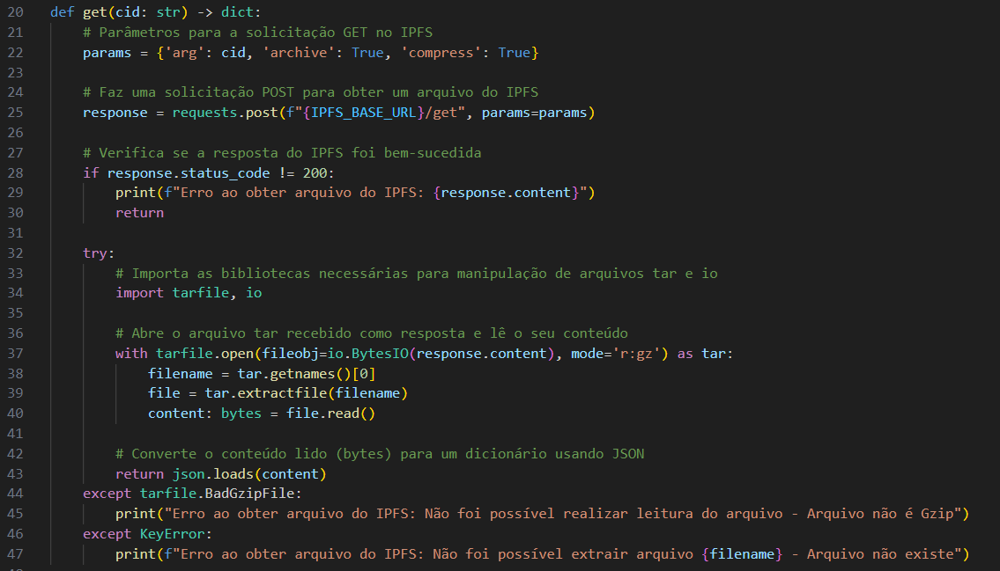 20 def get(cid: str) -> dict:
21     # Parâmetros para a solicitação GET no IPFS
22     params = {'arg': cid, 'archive': True, 'compress': True}
23
24     # Faz uma solicitação POST para obter um arquivo do IPFS
25     response = requests.post(f"{IPFS_BASE_URL}/get", params=params)
26
27     # Verifica se a resposta do IPFS foi bem-sucedida
28     if response.status_code != 200:
29         print(f"Erro ao obter arquivo do IPFS: {response.content}")
30         return
31
32     try:
33         # Importa as bibliotecas necessárias para manipulação de arquivos tar e io
34         import tarfile, io
35
36         # Abre o arquivo tar recebido como resposta e lê o seu conteúdo
37         with tarfile.open(fileobj=io.BytesIO(response.content), mode='r:gz') as tar:
38             filename = tar.getnames()[0]
39             file = tar.extractfile(filename)
40             content: bytes = file.read()
41
42         # Converte o conteúdo lido (bytes) para um dicionário usando JSON
43         return json.loads(content)
44     except tarfile.BadGzipFile:
45         print("Erro ao obter arquivo do IPFS: Não foi possível realizar leitura do arquivo - Arquivo não é Gzip")
46     except KeyError:
47         print(f"Erro ao obter arquivo do IPFS: Não foi possível extrair arquivo {filename} - Arquivo não existe")